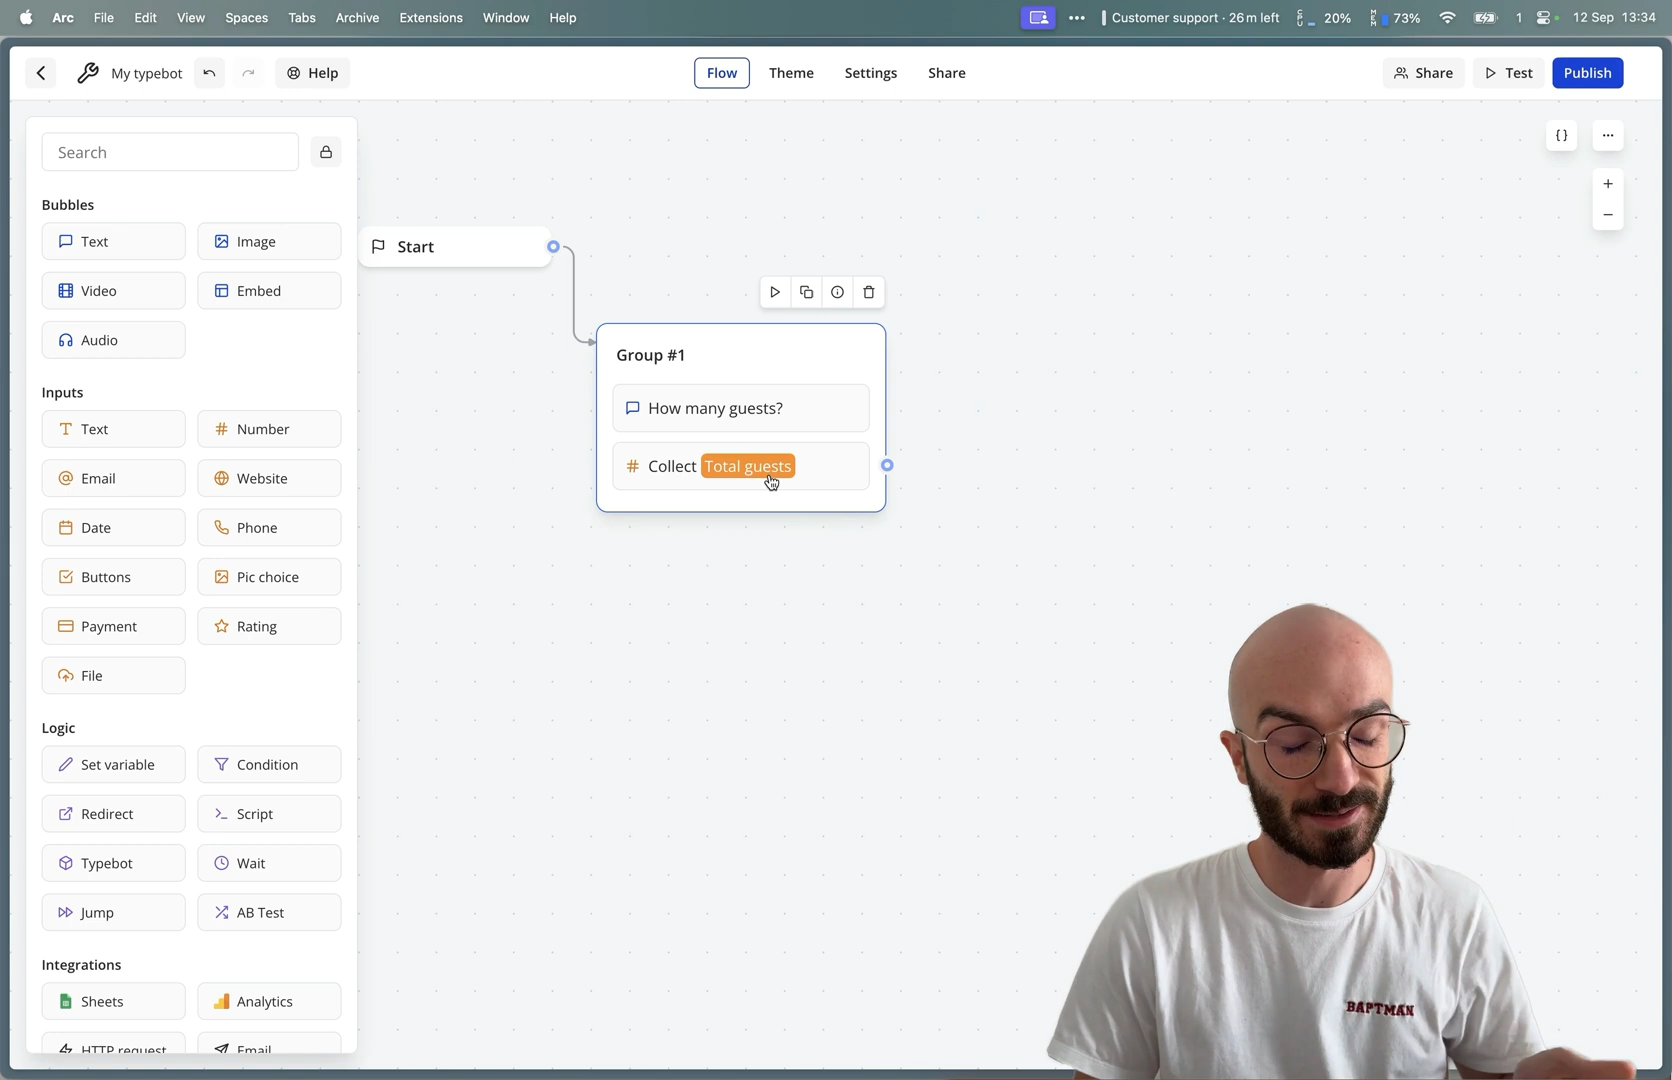 Arc File Edit View Spaces Tabs Archive Extensions Window Help
Customer support · 26 m left CPU 20% MEM 73% 1 12 Sep 13:34
My typebot Help Flow Theme Settings Share Share Test Publish
Search
Bubbles
Text Image
Video Embed
Audio
Inputs
Text Number
Email Website
Date Phone
Buttons Pic choice
Payment Rating
File
Logic
Set variable Condition
Redirect Script
Typebot Wait
Jump AB Test
Integrations
Sheets Analytics
HTTP request Email
Start
Group #1
How many guests?
Collect Total guests
BAPTMAN